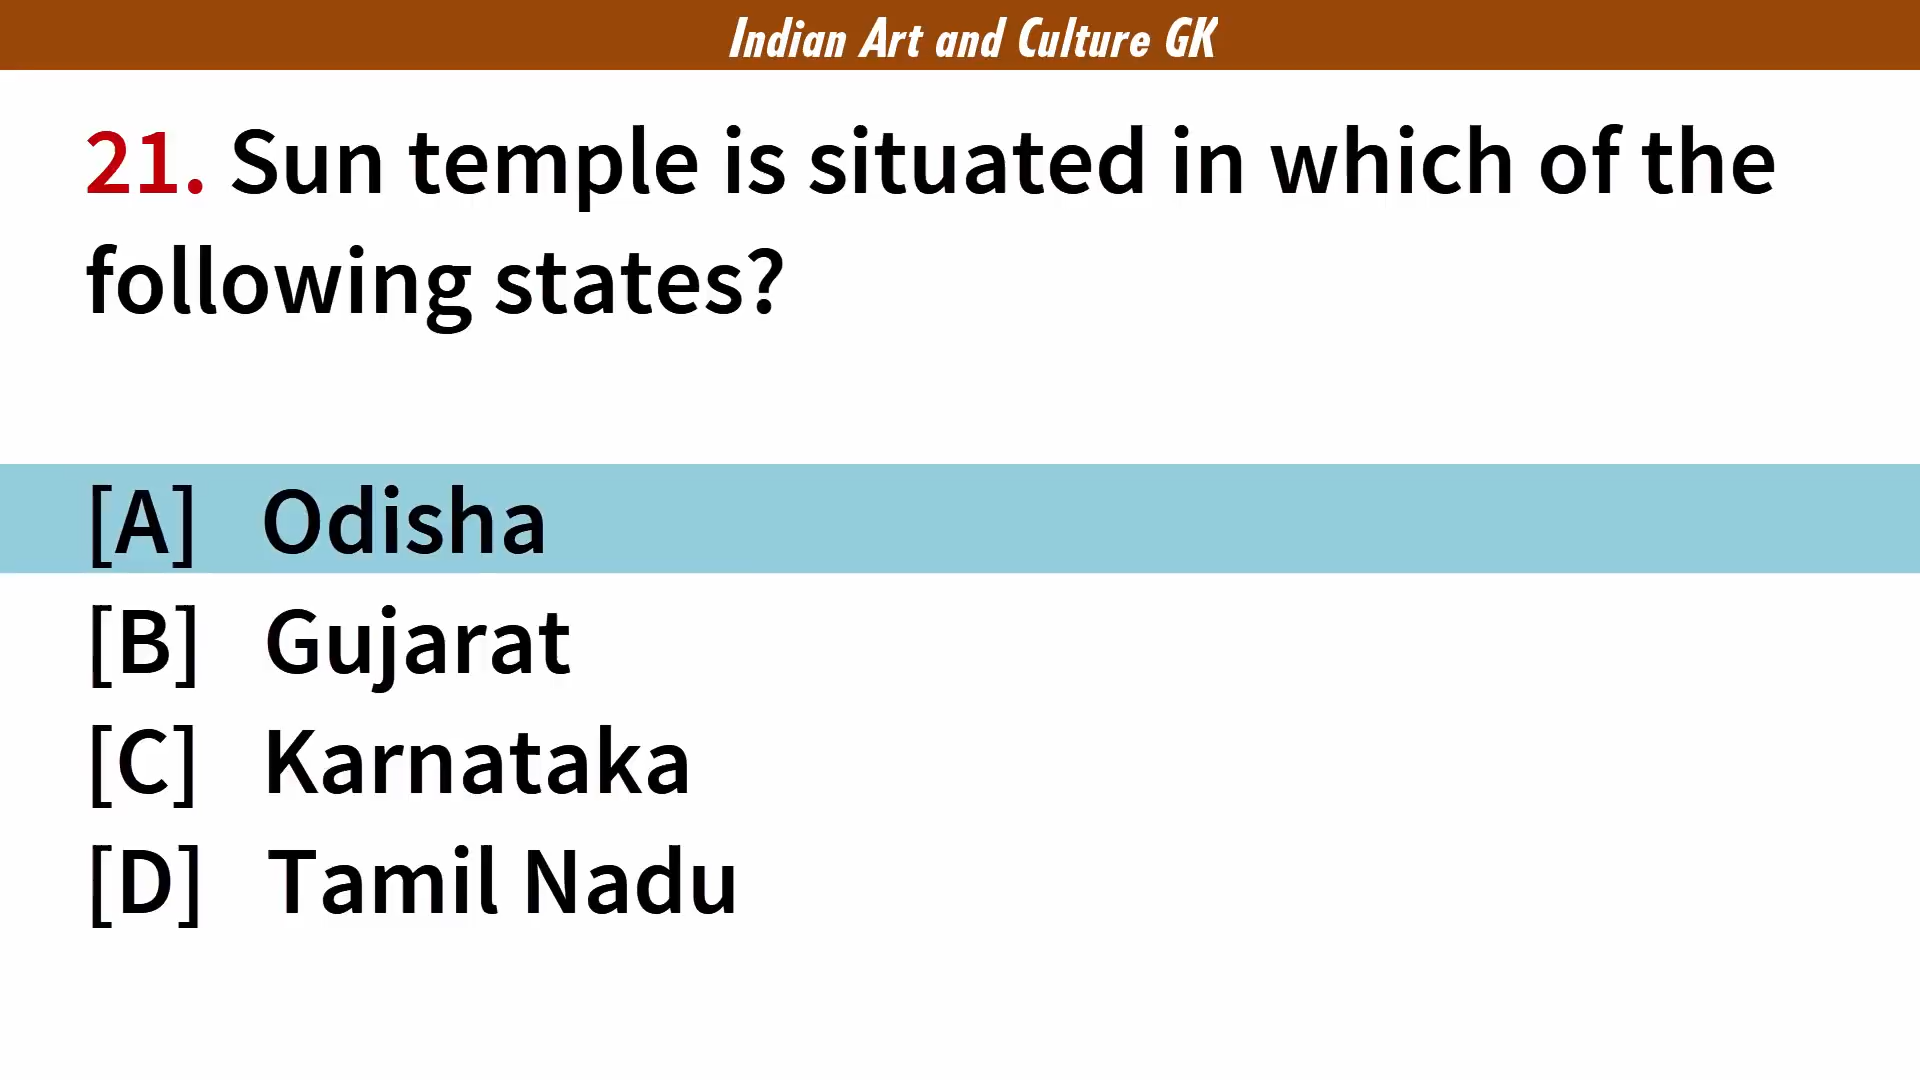 Indian Art and Culture GK
21. Sun temple is situated in which of the
following states?
[A] Odisha
[B] Gujarat
[C] Karnataka
[D] Tamil Nadu